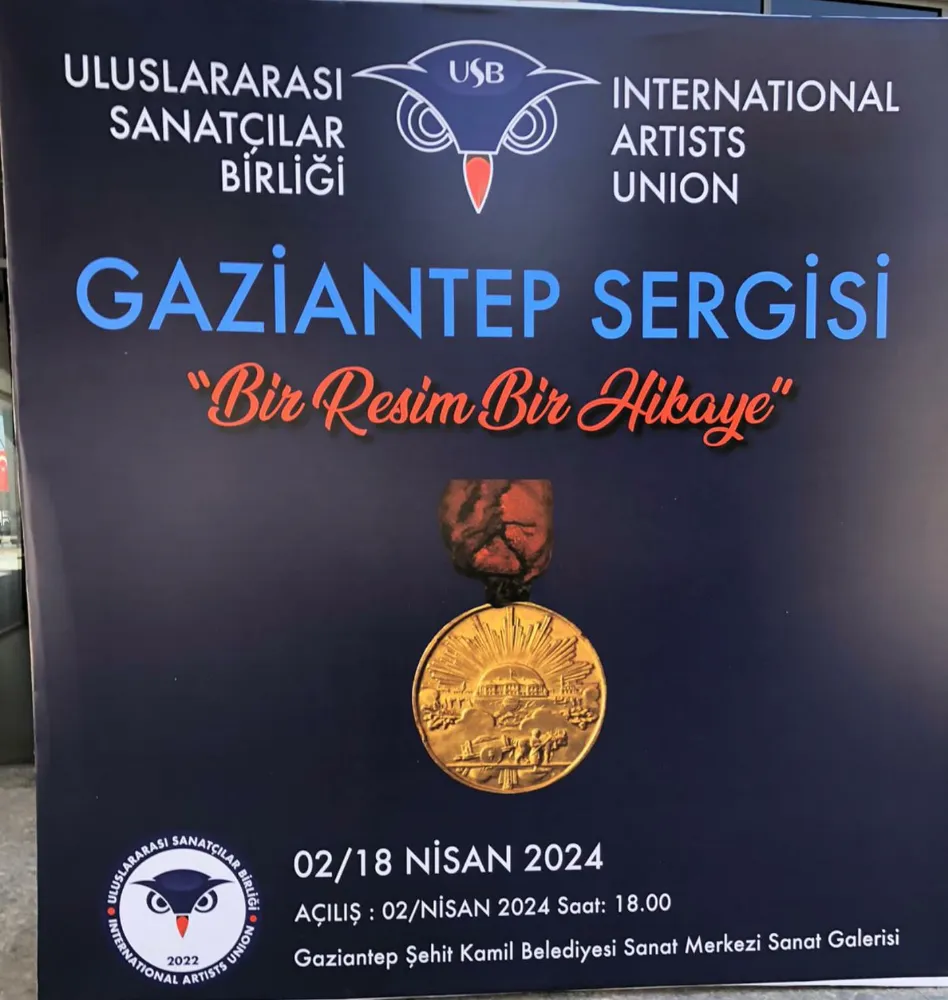 ULUSLARARASI
SANATÇILAR
BİRLİĞİ
USB
INTERNATIONAL
ARTISTS
UNION
GAZİANTEP SERGİSİ
"Bir Resim Bir Hikaye"
02/18 NİSAN 2024
AÇILIŞ : 02/NİSAN 2024 Saat: 18.00
Gaziantep Şehit Kamil Belediyesi Sanat Merkezi Sanat Galerisi
ULUSLARARASI SANATÇILAR BİRLİĞİ
2022
INTERNATIONAL ARTISTS UNION